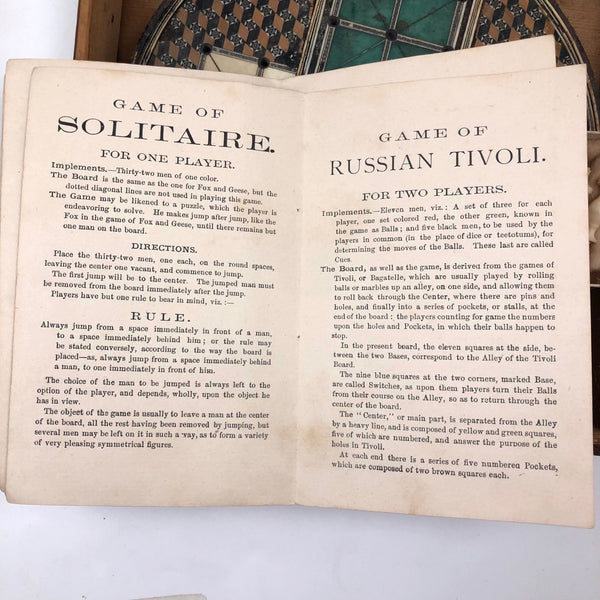 GAME OF
SOLITAIRE.
FOR ONE PLAYER.
Implements.—Thirty-two men of one color.
The Board is the same as the one for Fox and Geese, but the
dotted diagonal lines are not used in playing this game.
The Game may be likened to a puzzle, which the player is
endeavoring to solve. He makes jump after jump, like the
Fox in the game of Fox and Geese, until there remains but
one man on the board.
DIRECTIONS.
Place the thirty-two men, one each, on the round spaces,
leaving the center one vacant, and commence to jump.
The first jump will be to the center. The jumped man must
be removed from the board immediately after the jump.
Players have but one rule to bear in mind, viz.:—
RULE.
Always jump from a space immediately in front of a man,
to a space immediately behind him; or the rule may
be stated conversely, according to the way the board is
placed—as, always jump from a space immediately behind
a man, to one immediately in front of him.
The choice of the man to be jumped is always left to the
option of the player, and depends, wholly, upon the object he
has in view.
The object of the game is usually to leave a man at the center
of the board, all the rest having been removed by jumping, but
several men may be left on it in such a way, as to form a variety
of very pleasing symmetrical figures.
GAME OF
RUSSIAN TIVOLI.
FOR TWO PLAYERS.
Implements.—Eleven men, viz.: A set of three for each
player, one set colored red, the other green, known in
the game as Balls; and five black men, to be used by the
players in common (in the place of dice or teetotums), for
determining the moves of the Balls. These last are called
Cues.
The Board, as well as the game, is derived from the games of
Tivoli, or Bagatelle, which are usually played by rolling
balls or marbles up an alley, on one side, and allowing them
to roll back through the Center, where there are pins and
holes, and finally into a series of pockets, or stalls, at the
end of the board: the players counting for game the numbers
upon the holes and Pockets, in which their balls happen to
stop.
In the present board, the eleven squares at the side, be-
tween the two Bases, correspond to the Alley of the Tivoli
Board.
The nine blue squares at the two corners, marked Base,
are called Switches, as upon them players turn their Balls
from their course on the Alley, so as to return through the
center of the board.
The "Center," or main part, is separated from the Alley
by a heavy line, and is composed of yellow and green squares,
five of which are numbered, and answer the purpose of the
holes in Tivoli.
At each end there is a series of five numbered Pockets,
which are composed of two brown squares each.